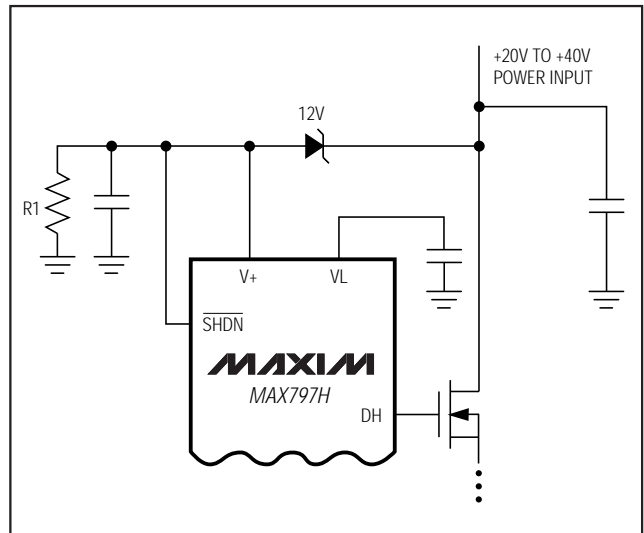 +20V TO +40V
POWER INPUT
12V
R1
V+
VL
SHDN
MAXIM
MAX797H
DH